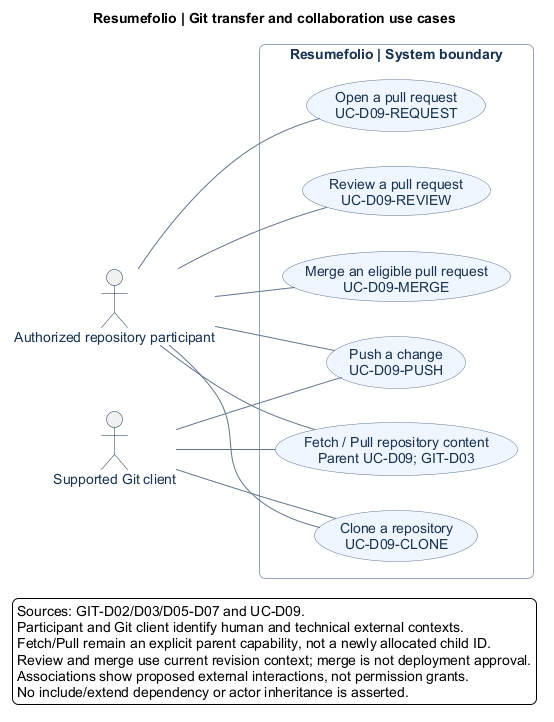 Resumefolio | Git transfer and collaboration use cases
Resumefolio | System boundary
Open a pull request
UC-D09-REQUEST
Review a pull request
UC-D09-REVIEW
Merge an eligible pull request
UC-D09-MERGE
Authorized repository participant
Push a change
UC-D09-PUSH
Fetch / Pull repository content
Parent UC-D09; GIT-D03
Supported Git client
Clone a repository
UC-D09-CLONE
Sources: GIT-D02/D03/D05-D07 and UC-D09.
Participant and Git client identify human and technical external contexts.
Fetch/Pull remain an explicit parent capability, not a newly allocated child ID.
Review and merge use current revision context; merge is not deployment approval.
Associations show proposed external interactions, not permission grants.
No include/extend dependency or actor inheritance is asserted.